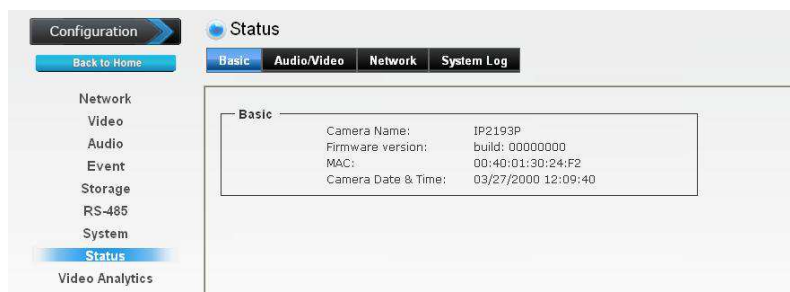 Configuration
Back to Home
Network
Video
Audio
Event
Storage
RS-485
System
Status
Video Analytics
Status
Basic Audio/Video Network System Log
Basic
Camera Name: IP2193P
Firmware version: build: 00000000
MAC: 00:40:01:30:24:F2
Camera Date & Time: 03/27/2000 12:09:40